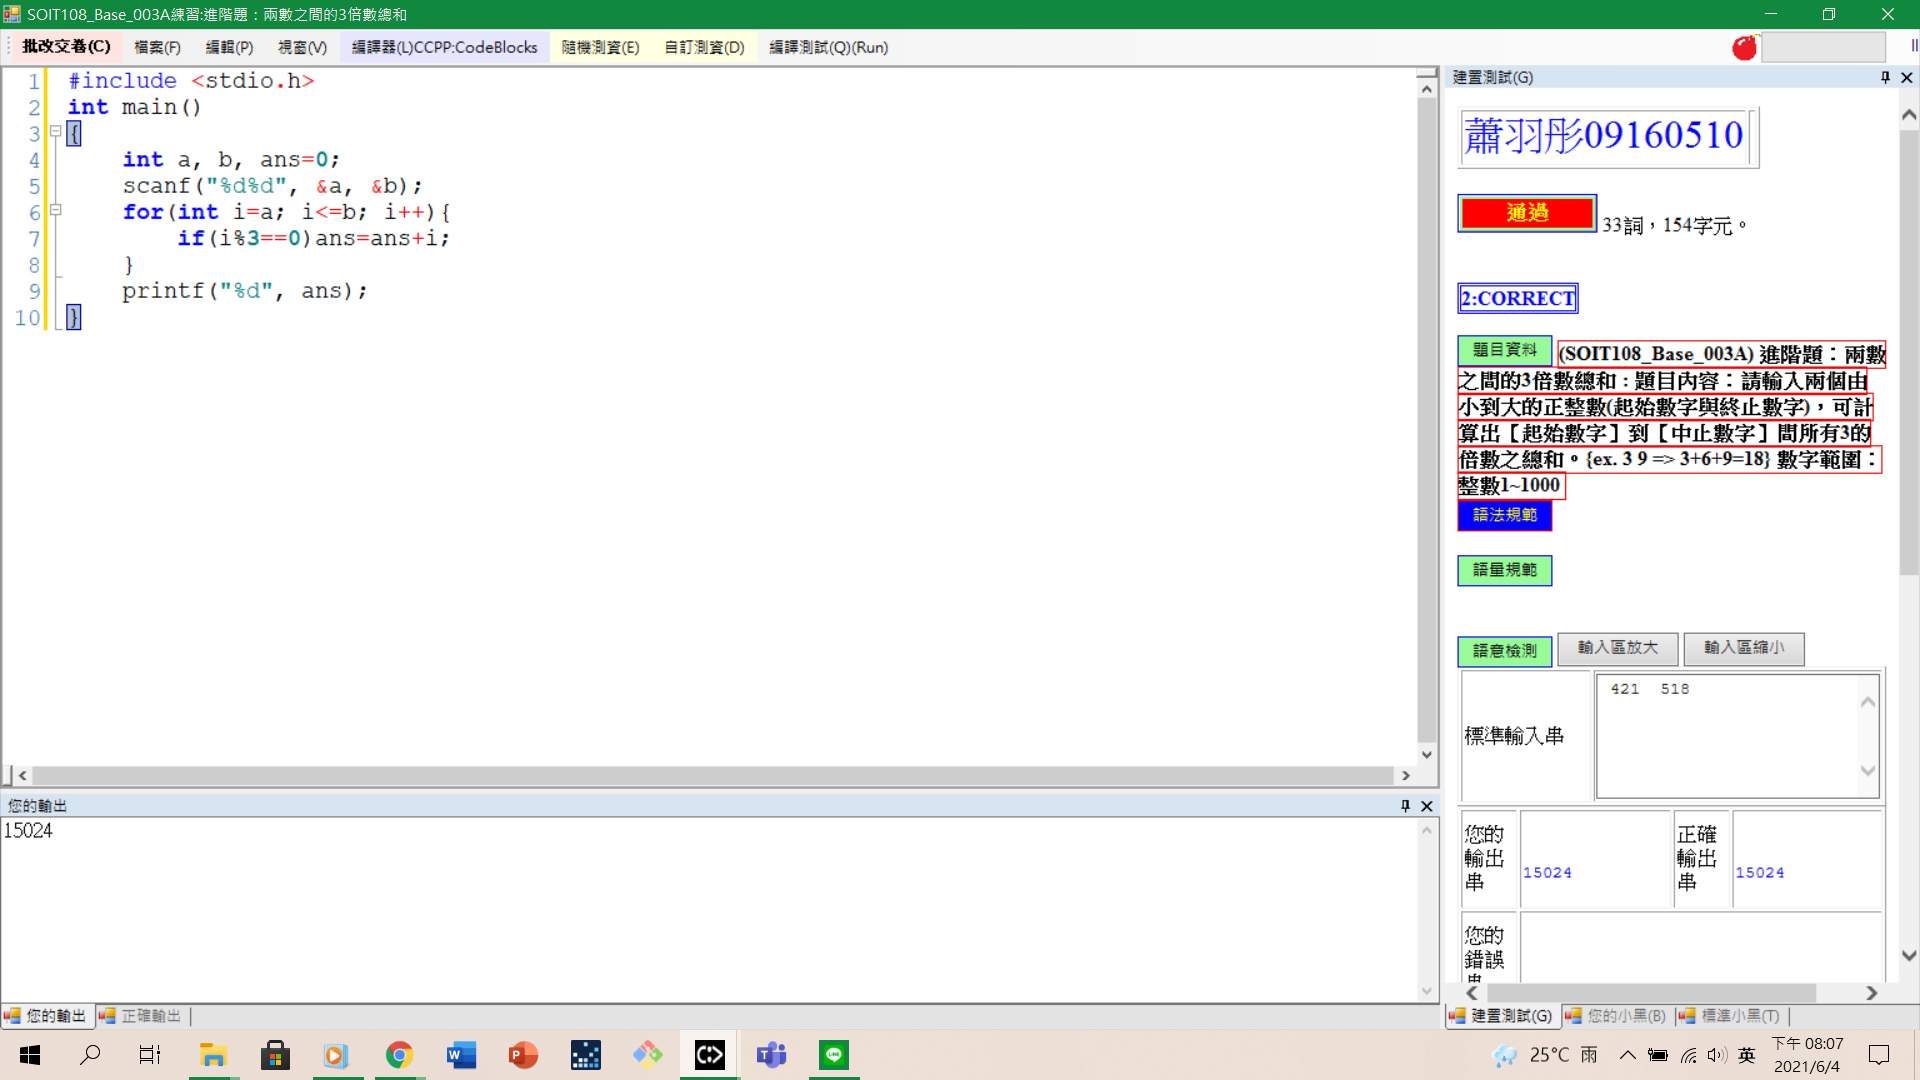 SOIT108_Base_003A練習:進階題：兩數之間的3倍數總和
批改交卷(C) 檔案(F) 編輯(P) 視窗(V) 編譯器(L)CCPP:CodeBlocks 隨機測資(E) 自訂測資(D) 編譯測試(Q)(Run)
1 #include <stdio.h>
2 int main()
3 {
4 int a, b, ans=0;
5 scanf("%d%d", &a, &b);
6 for(int i=a; i<=b; i++){
7 if(i%3==0)ans=ans+i;
8 }
9 printf("%d", ans);
10 }
您的輸出
15024
您的輸出 正確輸出
建置測試(G)
蕭羽彤09160510
通過 33詞，154字元。
2:CORRECT
題目資料 (SOIT108_Base_003A) 進階題：兩數
之間的3倍數總和 : 題目內容：請輸入兩個由
小到大的正整數(起始數字與終止數字)，可計
算出【起始數字】到【中止數字】間所有3的
倍數之總和。{ex. 3 9 => 3+6+9=18} 數字範圍：
整數1~1000
語法規範
語量規範
語意檢測 輸入區放大 輸入區縮小
標準輸入串 421 518
您的輸出串 15024 正確輸出串 15024
您的錯誤串
建置測試(G) 您的小黑(B) 標準小黑(T)
25°C 雨 英 下午 08:07
2021/6/4